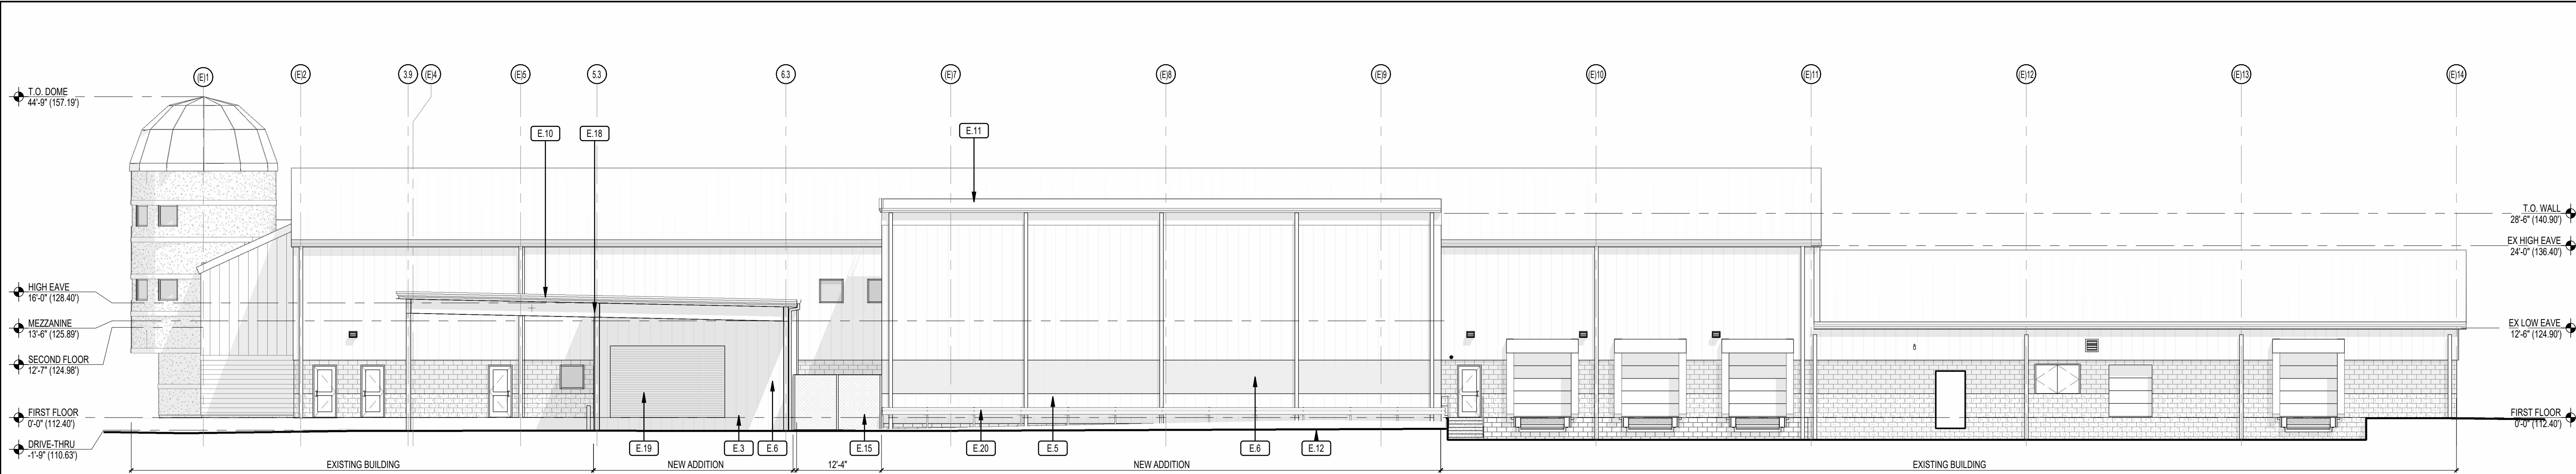 (E)1
(E)2
3.9
(E)4
(E)5
5.3
6.3
(E)7
(E)8
(E)9
(E)10
(E)11
(E)12
(E)13
(E)14
T.O. DOME
44'-9" (157.19')
E.10
E.18
E.11
T.O. WALL
28'-6" (140.90')
EX HIGH EAVE
24'-0" (136.40')
HIGH EAVE
16'-0" (128.40')
MEZZANINE
13'-6" (125.89')
EX LOW EAVE
12'-6" (124.90')
SECOND FLOOR
12'-7" (124.98')
FIRST FLOOR
0'-0" (112.40')
FIRST FLOOR
0'-0" (112.40')
DRIVE-THRU
-1'-9" (110.63')
E.19
E.3
E.6
E.15
E.20
E.5
E.6
E.12
EXISTING BUILDING
NEW ADDITION
12'-4"
NEW ADDITION
EXISTING BUILDING